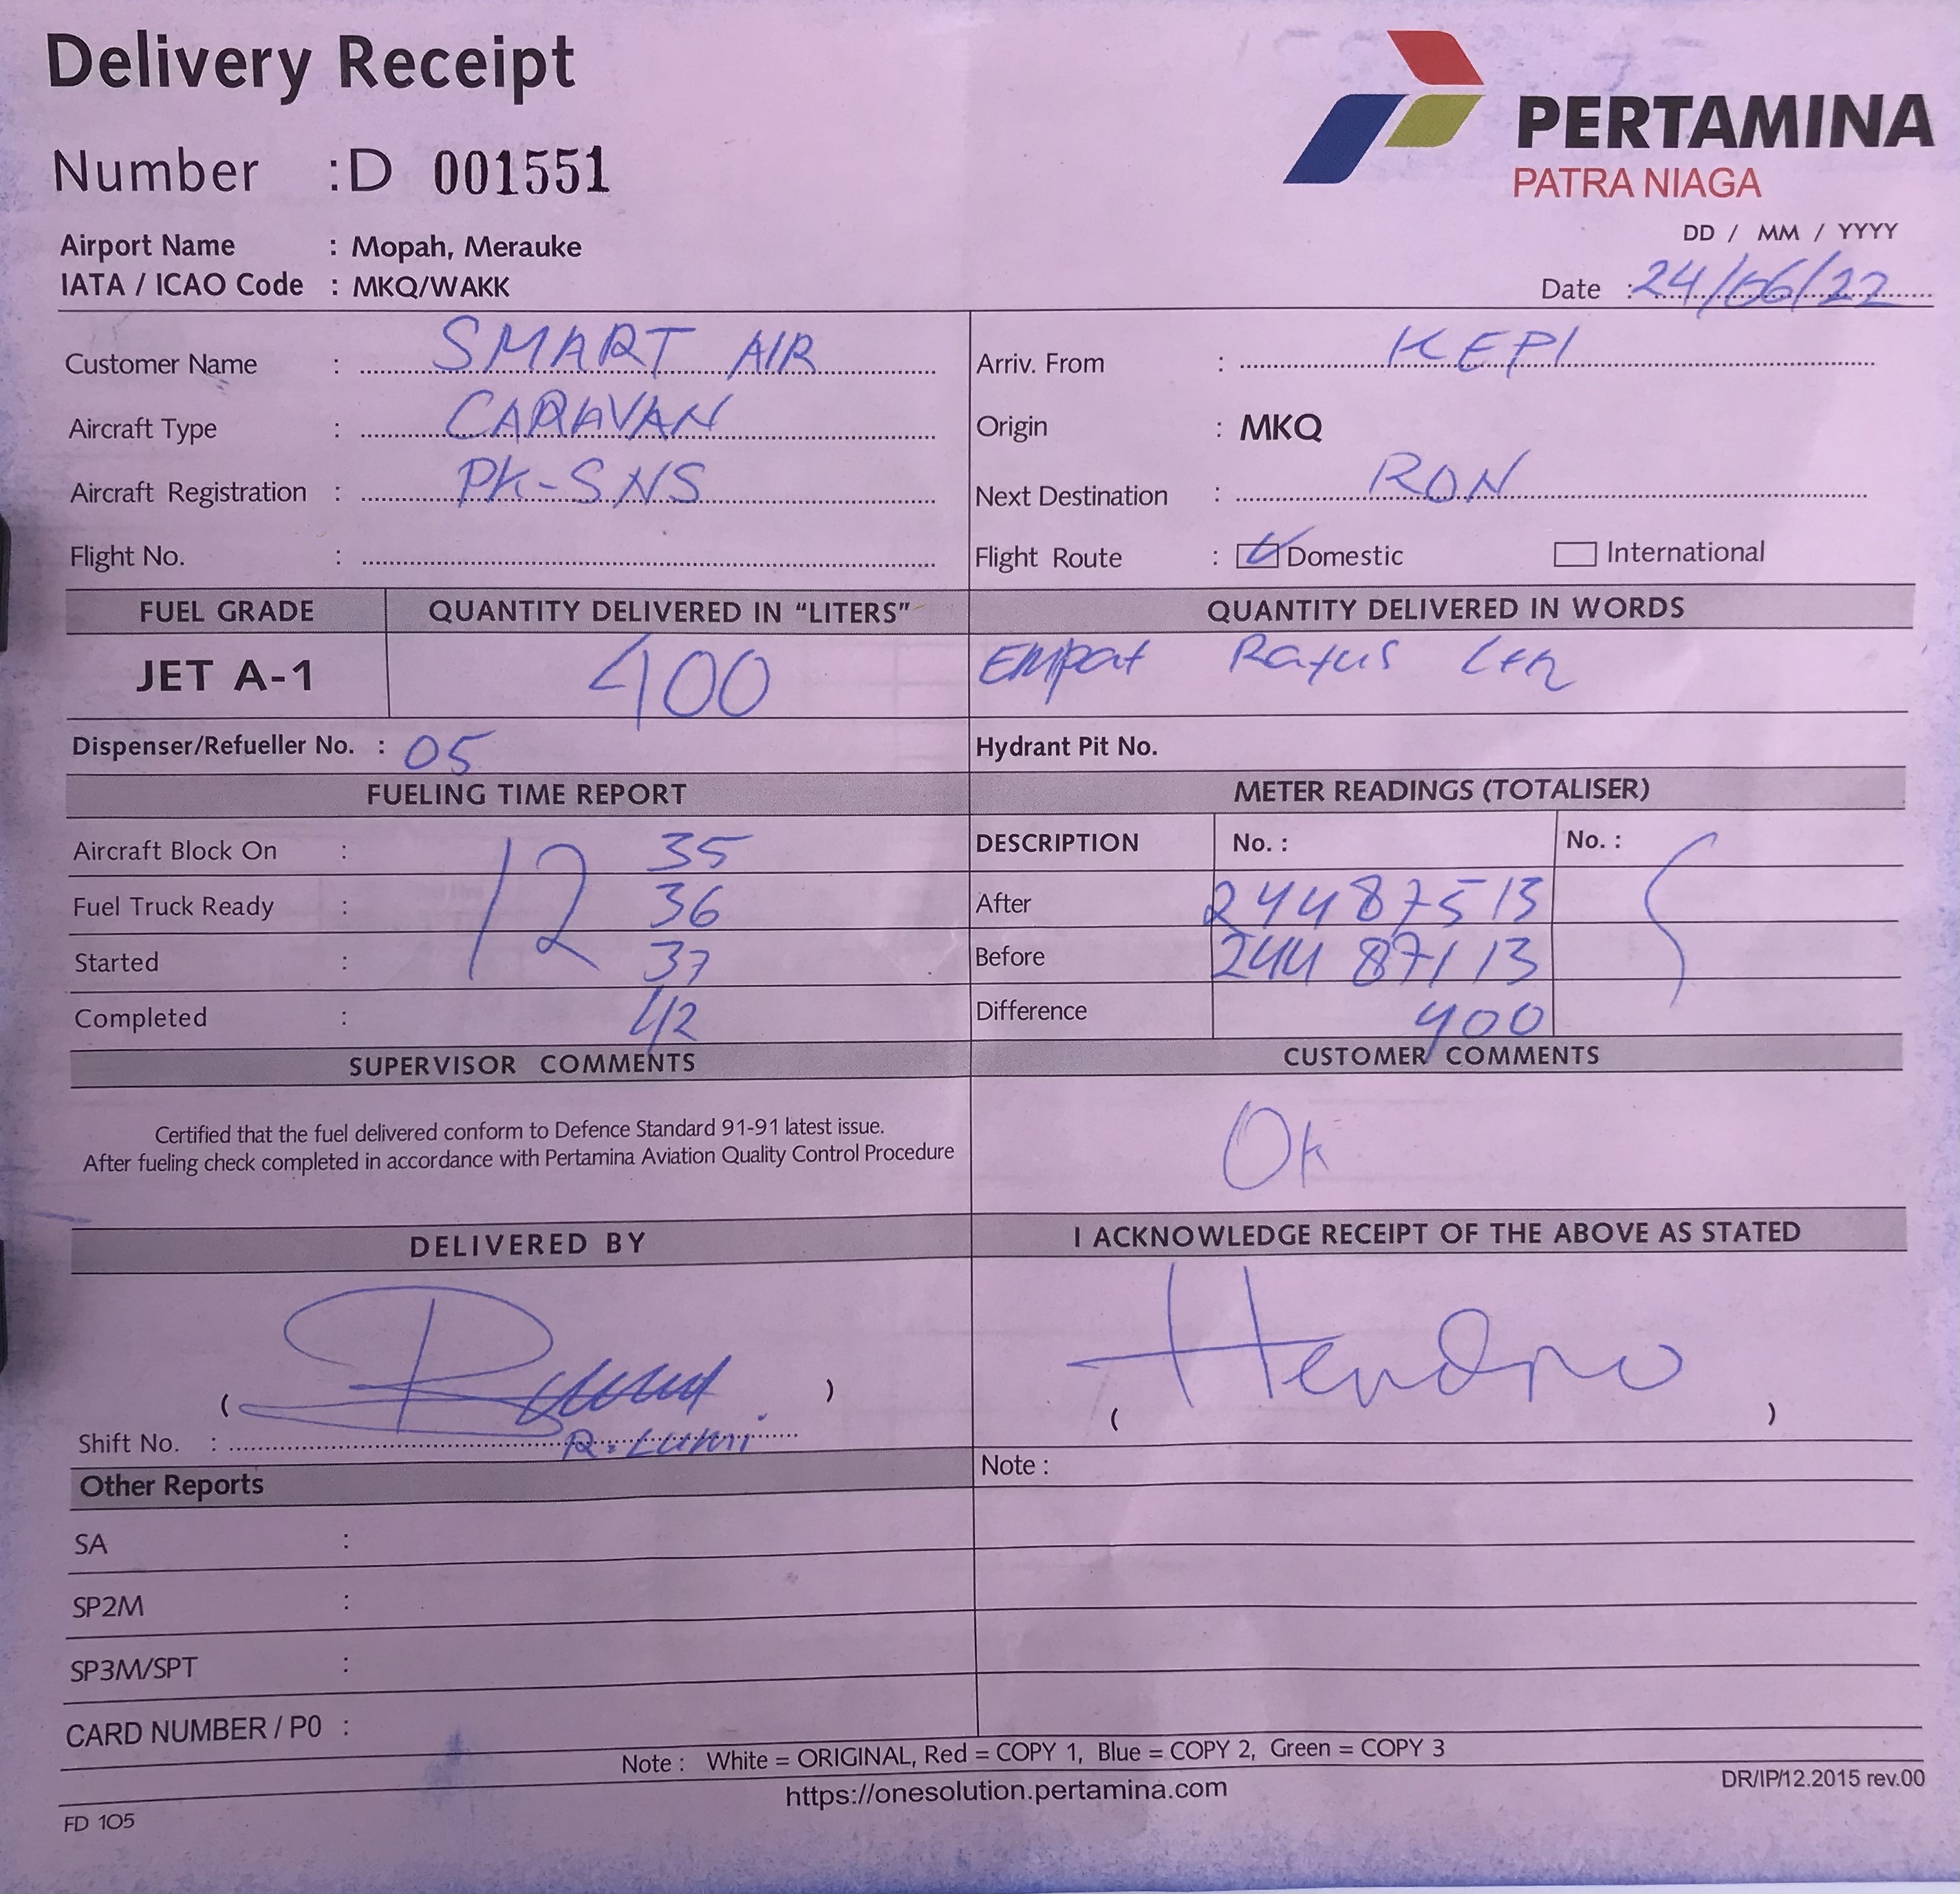 Delivery Receipt
PERTAMINA
PATRA NIAGA
Number : D 001551
Airport Name : Mopah, Merauke
IATA / ICAO Code : MKQ/WAKK
DD / MM / YYYY
Date : 24/06/22
Customer Name : SMART AIR
Arriv. From : KEPI
Aircraft Type : CARAVAN
Origin : MKQ
Aircraft Registration : PK-SNS
Next Destination : RON
Flight No. :
Flight Route : Domestic International
FUEL GRADE QUANTITY DELIVERED IN “LITERS” QUANTITY DELIVERED IN WORDS
JET A-1 400 Empat Ratus Ltr
Dispenser/Refueller No. : 05 Hydrant Pit No.
FUELING TIME REPORT METER READINGS (TOTALISER)
Aircraft Block On : 12 35 DESCRIPTION No. : No. :
Fuel Truck Ready : 36 After 24487513
Started : 37 Before 24487113
Completed : 42 Difference 400
SUPERVISOR COMMENTS CUSTOMER COMMENTS
Certified that the fuel delivered conform to Defence Standard 91-91 latest issue.
After fueling check completed in accordance with Pertamina Aviation Quality Control Procedure
OK
DELIVERED BY I ACKNOWLEDGE RECEIPT OF THE ABOVE AS STATED
Hendro
( ) ( )
Shift No. : R. Lumi
Other Reports Note :
SA :
SP2M :
SP3M/SPT :
CARD NUMBER / P0 :
Note : White = ORIGINAL, Red = COPY 1, Blue = COPY 2, Green = COPY 3
https://onesolution.pertamina.com
DR/IP/12.2015 rev.00
FD 105